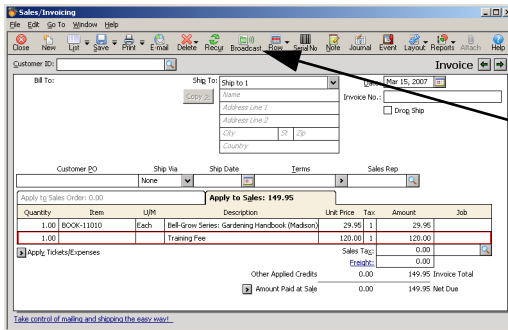 Sales/Invoicing
File Edit Go To Window Help
Close New List Save Print E-mail Delete Recur Broadcast Row Serial No Note Journal Event Layout Reports Attach Help
Customer ID: Invoice
Bill To: Ship To: Ship to 1 Date: Mar 15, 2007
Copy > Name Invoice No.:
Address Line 1 Drop Ship
Address Line 2
City St Zip
Country
Customer PO Ship Via Ship Date Terms Sales Rep
None
Apply to Sales Order: 0.00 Apply to Sales: 149.95
Quantity Item U/M Description Unit Price Tax Amount Job
1.00 BOOK-11010 Each Bell-Grow Series: Gardening Handbook (Madison) 29.95 1 29.95
1.00 Training Fee 120.00 1 120.00
Apply Tickets/Expenses Sales Tax: 0.00
Freight: 0.00
Other Applied Credits 0.00 149.95 Invoice Total
Amount Paid at Sale 0.00 149.95 Net Due
Take control of mailing and shipping the easy way!